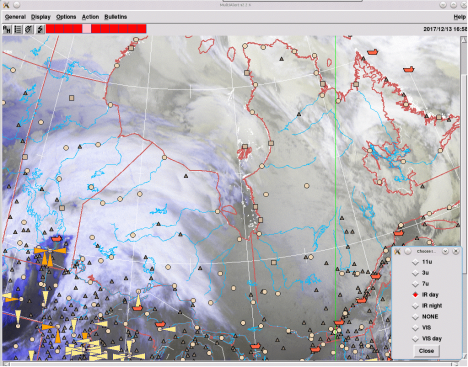 General Display Options Action Bulletins Help
2017/12/13 16:58
11u
3u
7u
IR day
IR night
NONE
VIS
VIS day
Close